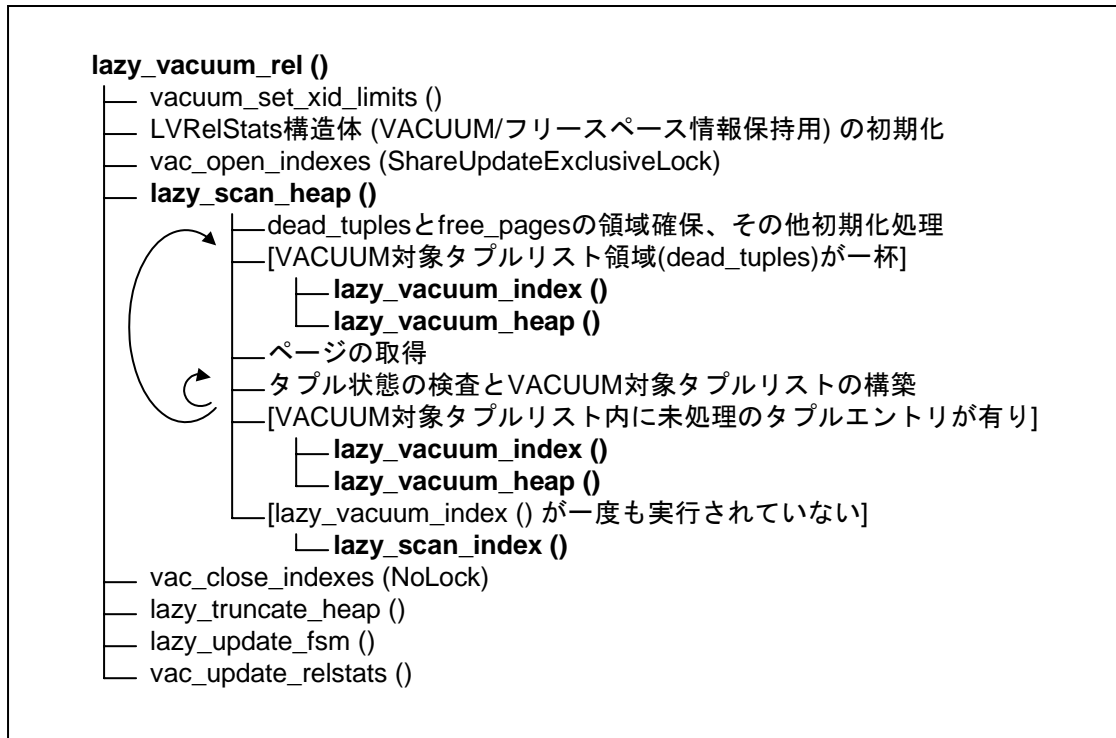 lazy_vacuum_rel ()
vacuum_set_xid_limits ()
LVRelStats構造体 (VACUUM/フリースペース情報保持用) の初期化
vac_open_indexes (ShareUpdateExclusiveLock)
lazy_scan_heap ()
dead_tuplesとfree_pagesの領域確保、その他初期化処理
[VACUUM対象タプルリスト領域(dead_tuples)が一杯]
lazy_vacuum_index ()
lazy_vacuum_heap ()
ページの取得
タプル状態の検査とVACUUM対象タプルリストの構築
[VACUUM対象タプルリスト内に未処理のタプルエントリが有り]
lazy_vacuum_index ()
lazy_vacuum_heap ()
[lazy_vacuum_index () が一度も実行されていない]
lazy_scan_index ()
vac_close_indexes (NoLock)
lazy_truncate_heap ()
lazy_update_fsm ()
vac_update_relstats ()